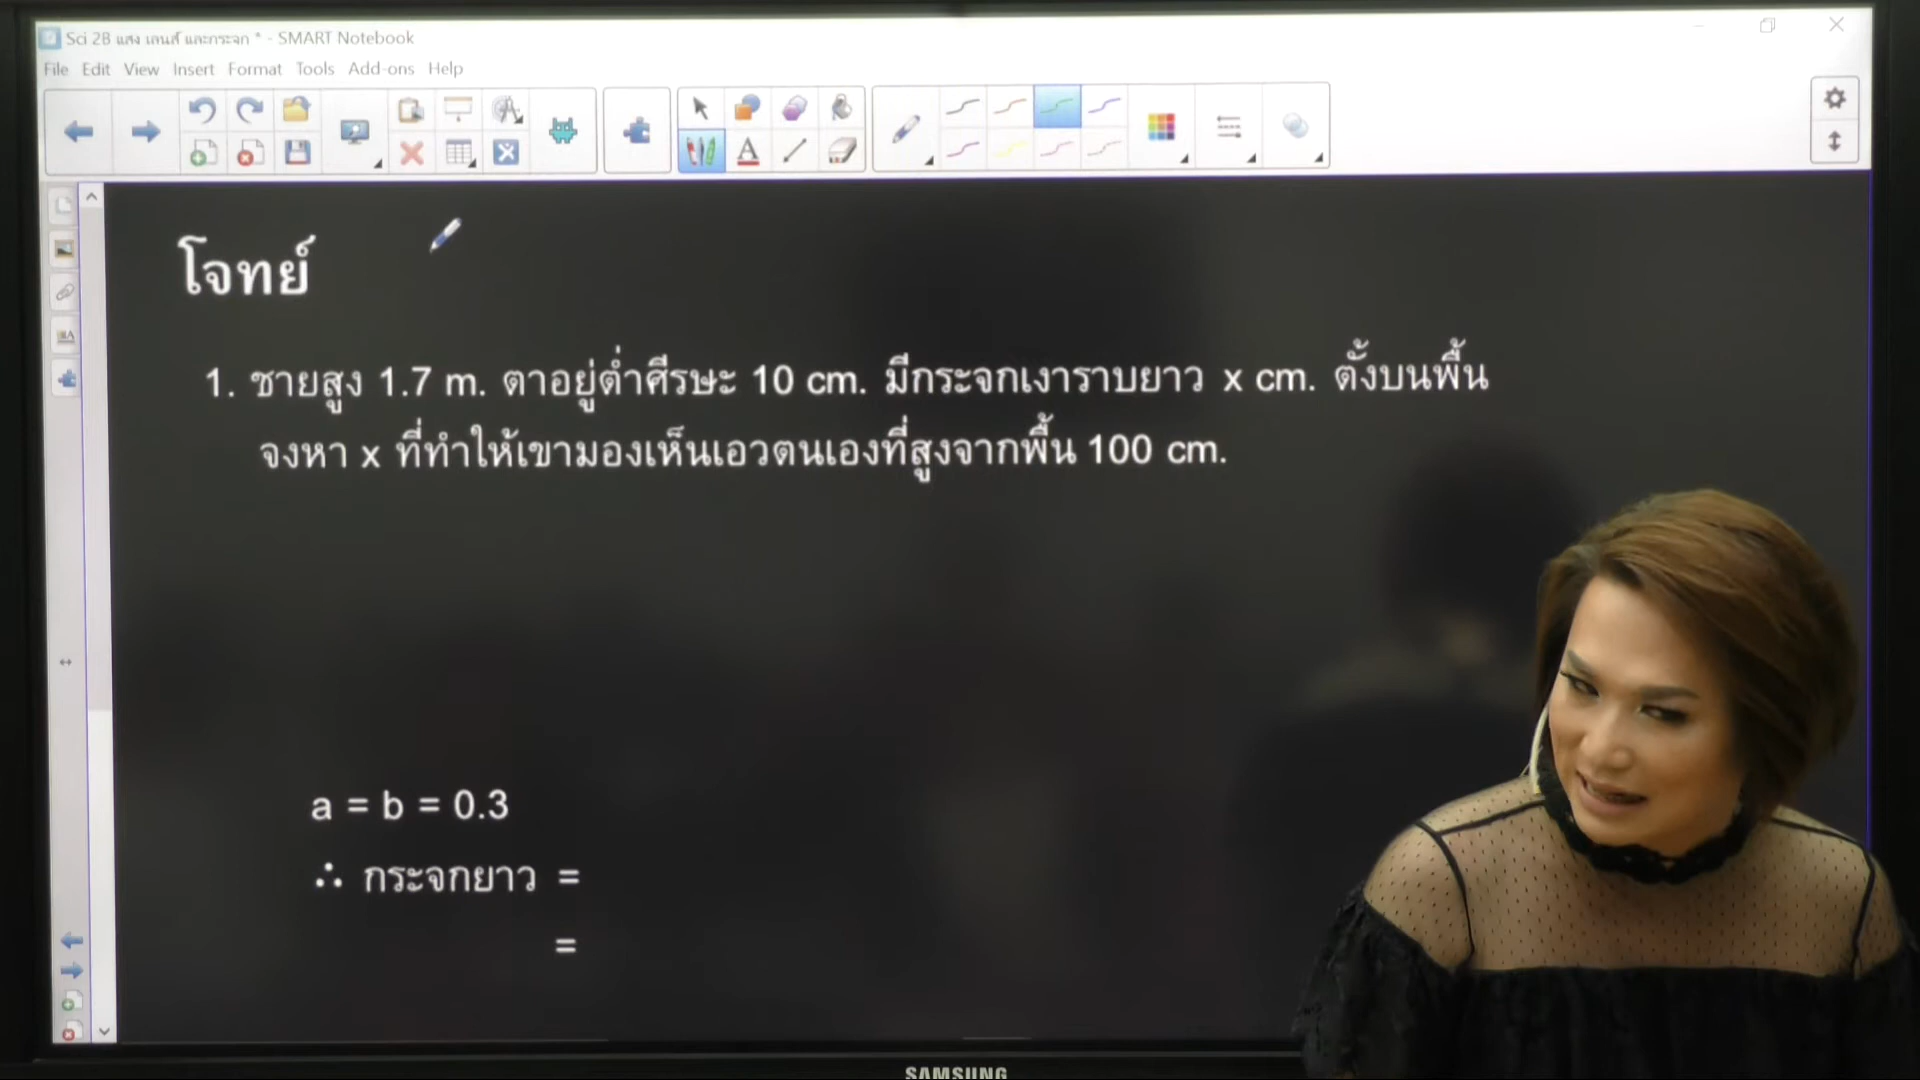 Sci 2B แสง เลนส์ และกระจก * - SMART Notebook
File Edit View Insert Format Tools Add-ons Help
โจทย์
1. ชายสูง 1.7 m. ตาอยู่ต่ำศีรษะ 10 cm. มีกระจกเงาราบยาว x cm. ตั้งบนพื้น
จงหา x ที่ทำให้เขามองเห็นเอวตนเองที่สูงจากพื้น 100 cm.
a = b = 0.3
∴ กระจกยาว =
=
SAMSUNG